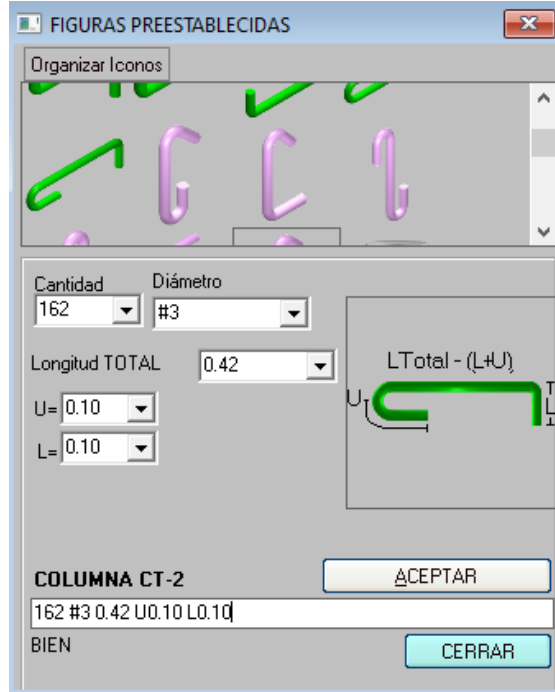 FIGURAS PREESTABLECIDAS
Organizar Iconos
Cantidad
Diámetro
162
#3
Longitud TOTAL
0.42
U= 0.10
L= 0.10
LTotal - (L+U)
U
L
COLUMNA CT-2
ACEPTAR
162 #3 0.42 U0.10 L0.10
BIEN
CERRAR